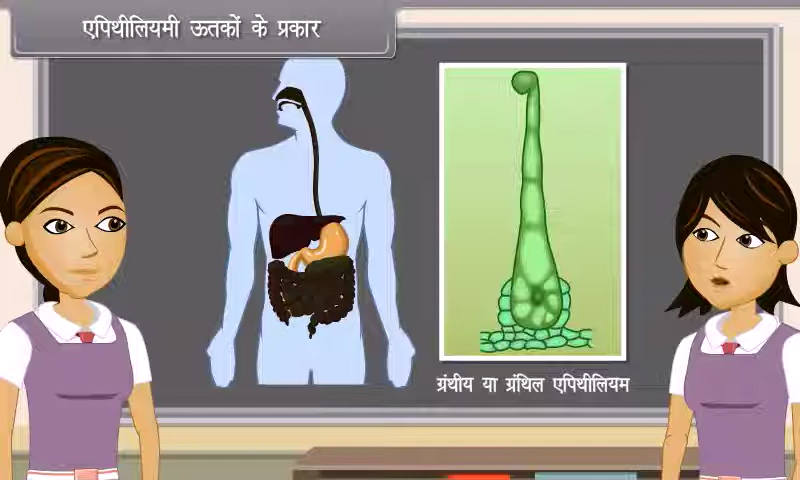 एपिथीलियमी ऊतकों के प्रकार
ग्रंथीय या ग्रंथिल एपिथीलियम